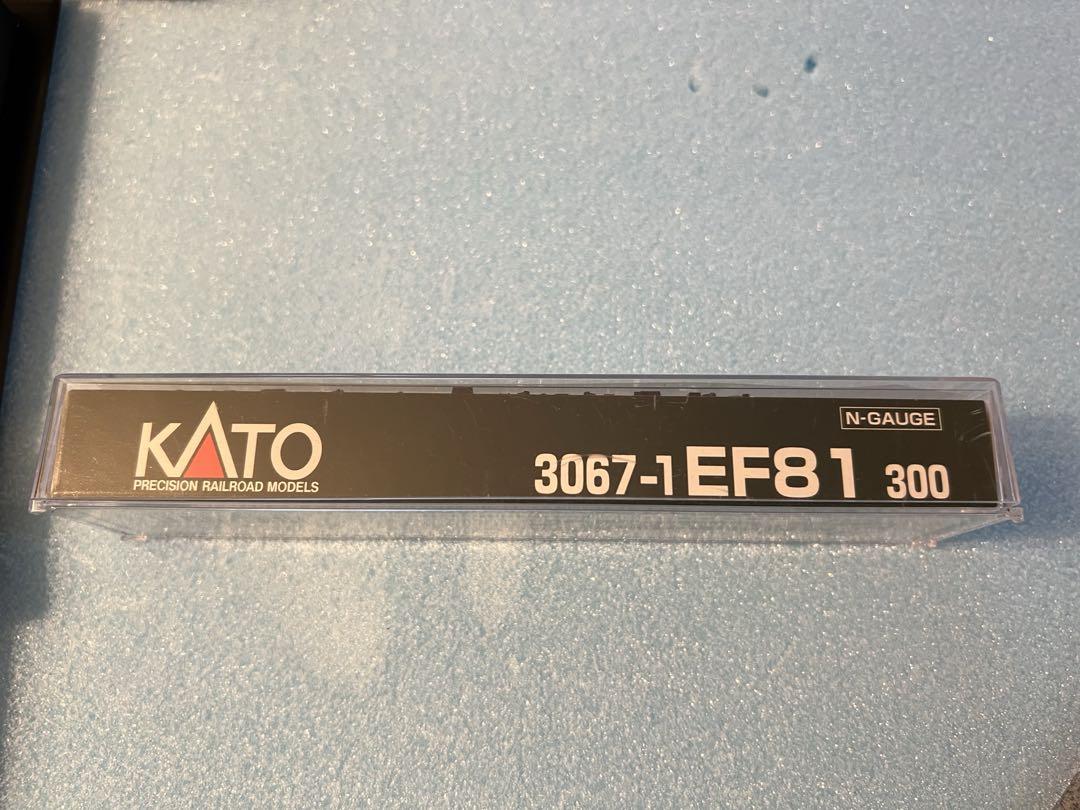 KATO
PRECISION RAILROAD MODELS
N-GAUGE
3067-1 EF81 300